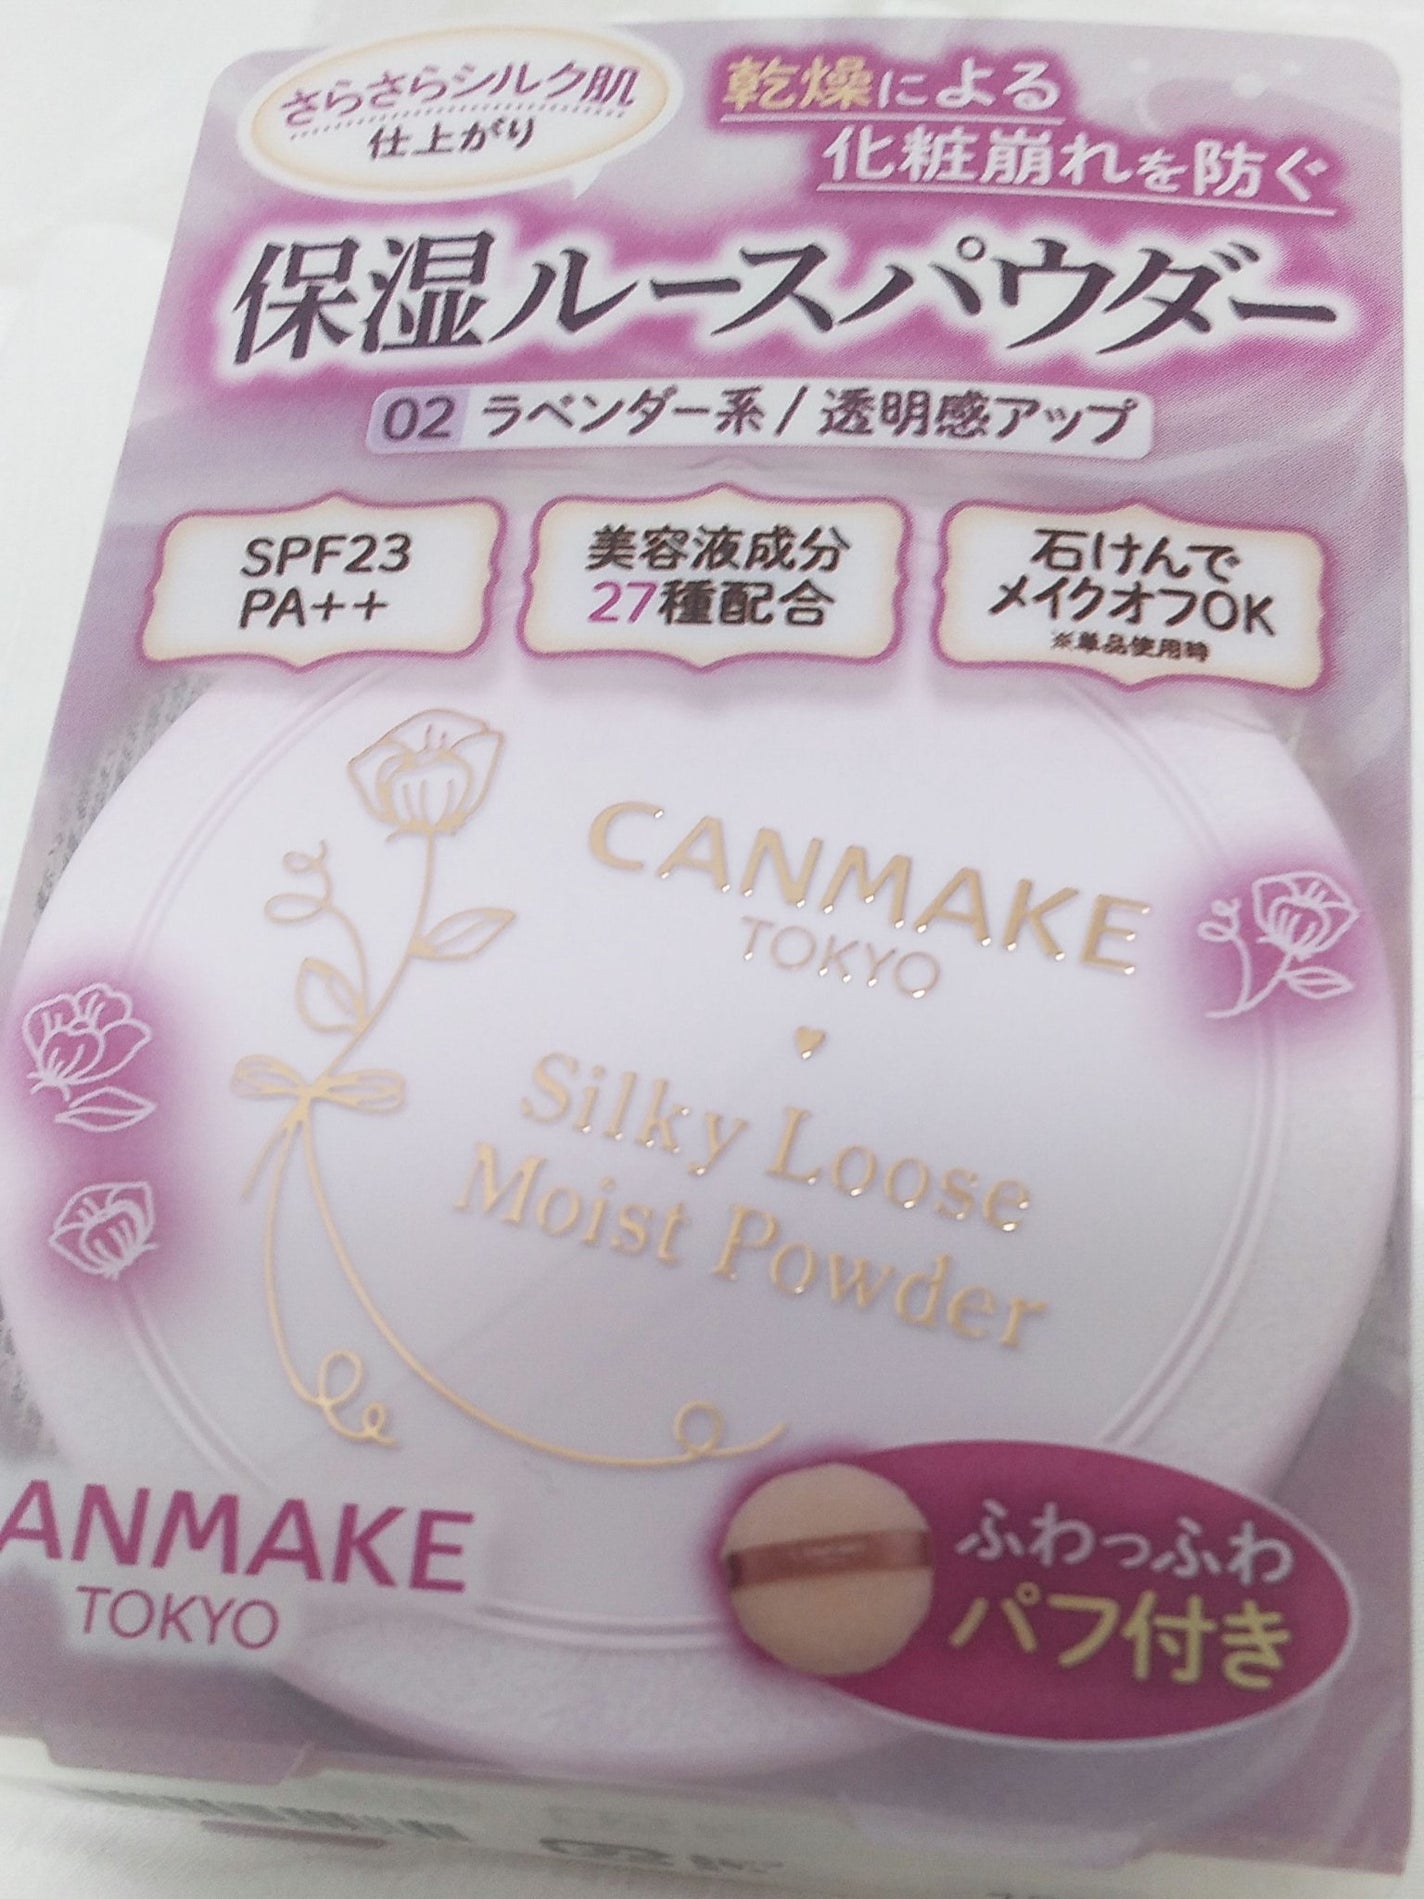 さらさらシルク肌
仕上がり
乾燥による
化粧崩れを防ぐ
保湿ルースパウダー
02 ラベンダー系/透明感アップ
SPF23
PA++
美容液成分
27種配合
石けんで
メイクオフOK
※単品使用時
CANMAKE
TOKYO
Silky Loose
Moist Powder
ANMAKE
TOKYO
ふわっふわ
パフ付き